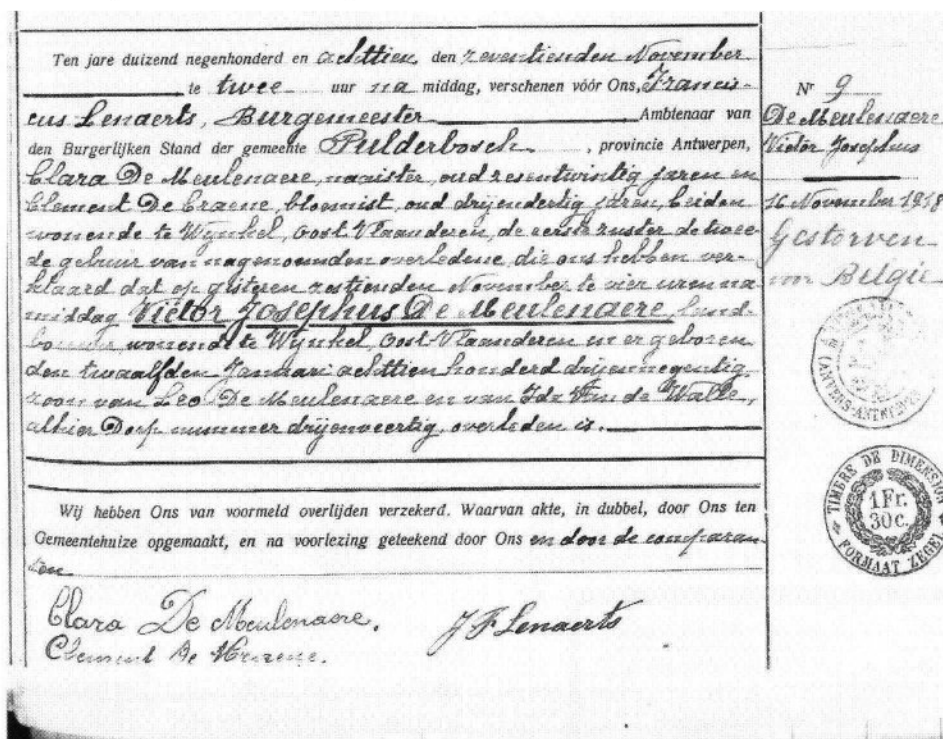 Ten jare duizend negenhonderd en achttien den zeventienden November
te twee uur na middag, verschenen vóór Ons, Francis-
cus Lenaerts, Burgemeester Ambtenaar van
den Burgerlijken Stand der gemeente Pulderbosch, provincie Antwerpen,
Clara De Meulenaere, naaister, oud zesentwintig jaren en
Clement De Craene, bloemist, oud drijendertig jaren, beiden
wonende te Wynkel, Oost Vlaanderen, de eerste zuster de twee-
de gebuur van nagenoemden overledene, die ons hebben ver-
klaard dat op gisteren zestienden November te vier uren na
middag Victor Josephus De Meulenaere, land-
bouwer, wonende te Wynkel, Oost-Vlaanderen en er geboren
den twaalfden Januari achttien honderd drijennegentig
zoon van Leo De Meulenaere en van Ida Van de Walle,
alhier Dorp nummer drijenveertig, overleden is.
Wij hebben Ons van voormeld overlijden verzekerd. Waarvan akte, in dubbel, door Ons ten
Gemeentehuize opgemaakt, en na voorlezing geteekend door Ons en door de comparan-
ten
Clara De Meulenaere.
J F Lenaerts
Clement De Craene.
Nr 9
De Meulenaere
Victor Josephus
16 November 1918
Gestorven
voor België
(ANVERS-ANTWERPEN)
TIMBRE DE DIMENSION
1 Fr.
30 c.
FORMAAT ZEGEL